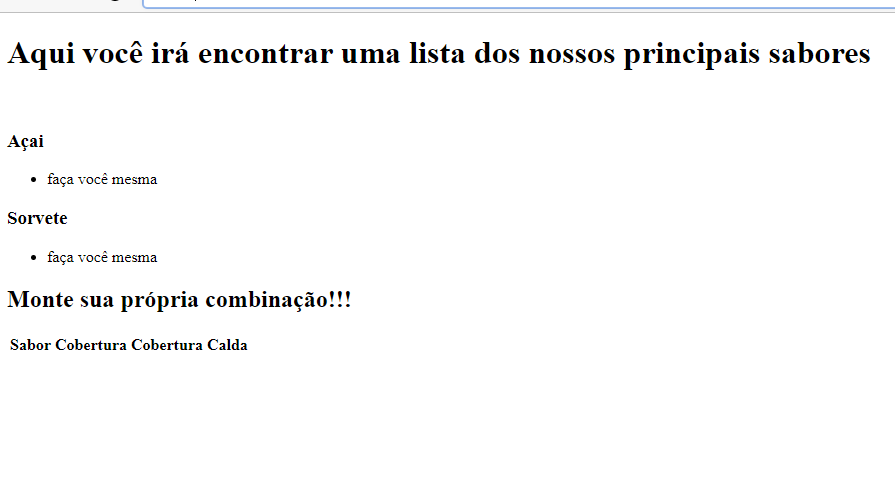 Aqui você irá encontrar uma lista dos nossos principais sabores
Açai
faça você mesma
Sorvete
faça você mesma
Monte sua própria combinação!!!
Sabor Cobertura Cobertura Calda